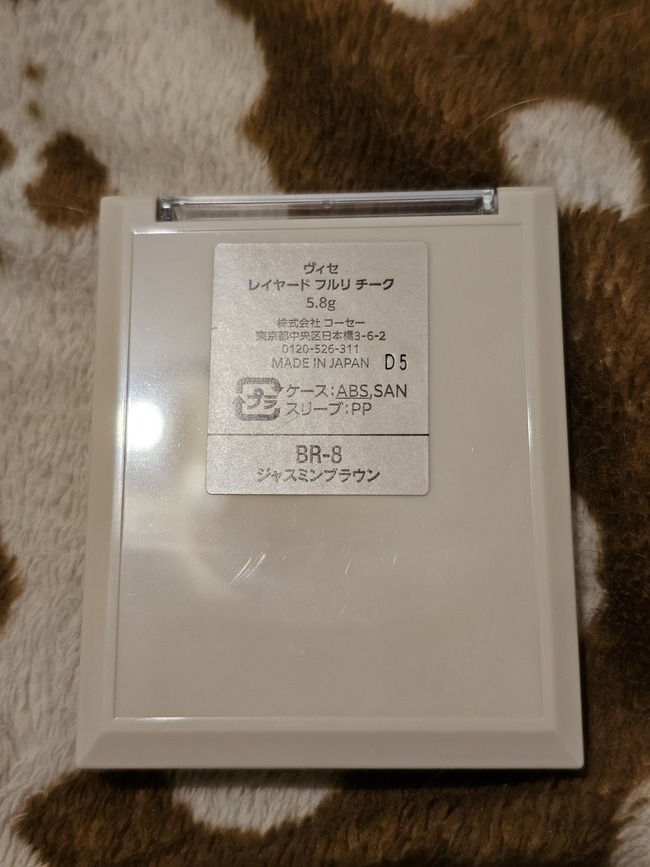 ヴィセ
レイヤード フルリ チーク
5.8g
株式会社 コーセー
東京都中央区日本橋3-6-2
0120-526-311
MADE IN JAPAN D5
プラ ケース:ABS,SAN
スリーブ:PP
BR-8
ジャスミンブラウン